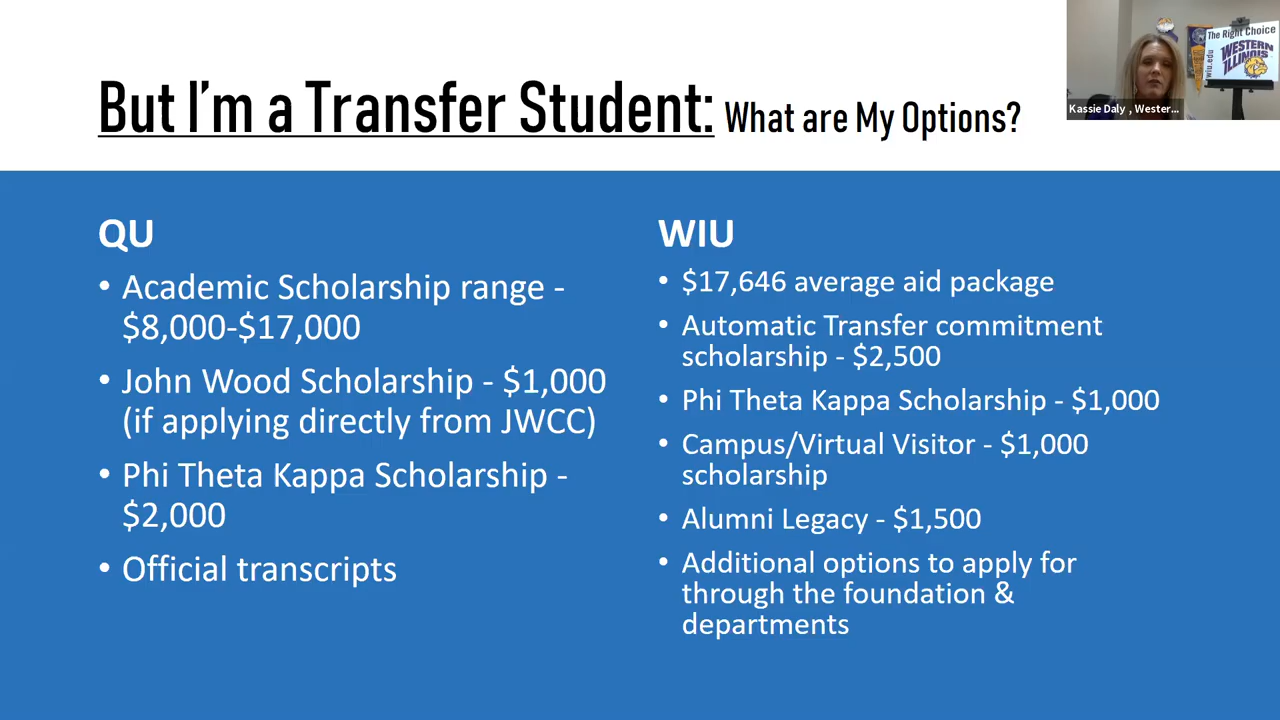 But I'm a Transfer Student: What are My Options?
The Right Choice
WESTERN
ILLINOIS
wiu.edu
Kassie Daly , Wester...
QU
• Academic Scholarship range -
$8,000-$17,000
• John Wood Scholarship - $1,000
(if applying directly from JWCC)
• Phi Theta Kappa Scholarship -
$2,000
• Official transcripts
WIU
• $17,646 average aid package
• Automatic Transfer commitment
scholarship - $2,500
• Phi Theta Kappa Scholarship - $1,000
• Campus/Virtual Visitor - $1,000
scholarship
• Alumni Legacy - $1,500
• Additional options to apply for
through the foundation &
departments